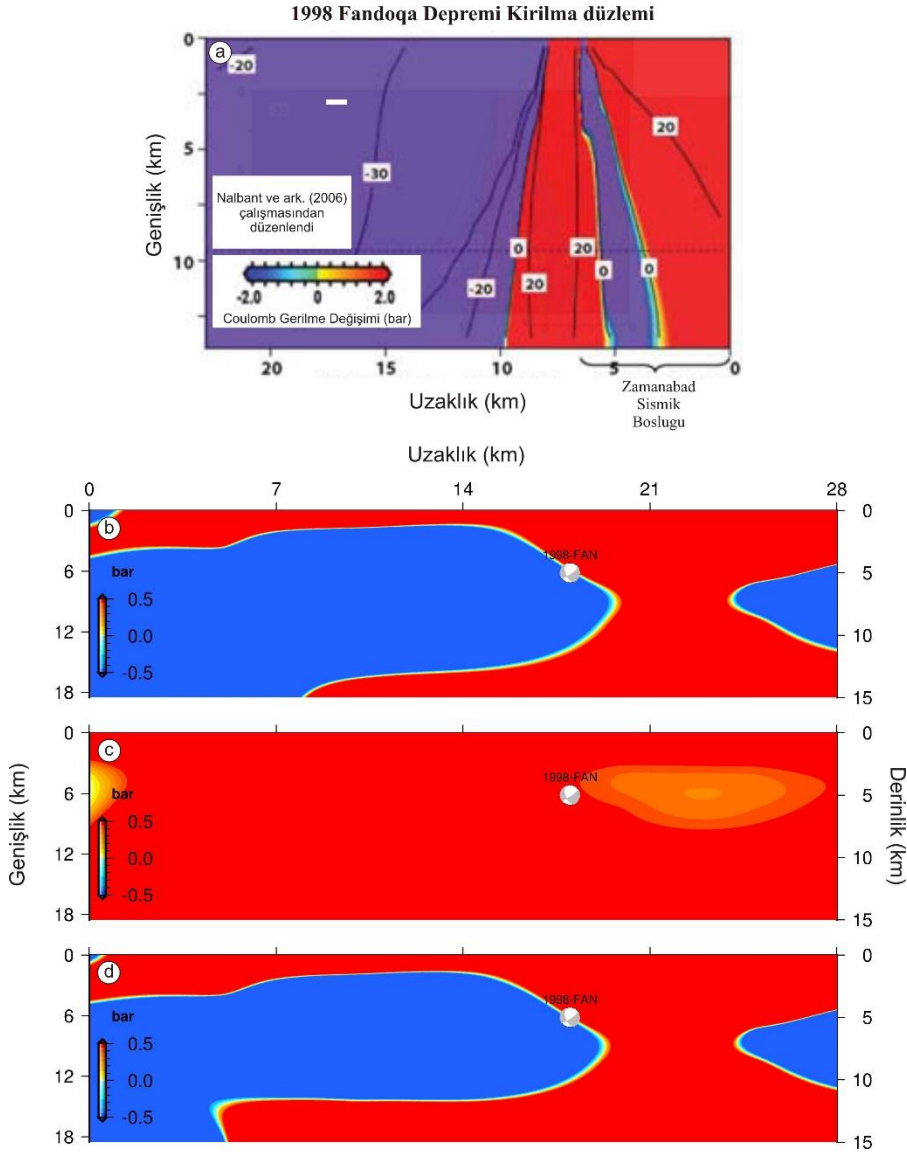 1998 Fandoqa Depremi Kirilma düzlemi
a
0
5
10
Genişlik (km)
-20
-30
20
0
-20
20
20
0
0
Nalbant ve ark. (2006)
çalışmasından
düzenlendi
-2.0 0 2.0
Coulomb Gerilme Değişimi (bar)
20 15 10 5 0
Uzaklık (km)
Zamanabad
Sismik
Boslugu
Uzaklık (km)
0 7 14 21 28
b
0
6
12
18
bar
0.5
0.0
-0.5
1998-FAN
0
5
10
15
c
0
6
12
18
bar
0.5
0.0
-0.5
1998-FAN
0
5
10
15
Genişlik (km)
Derinlik (km)
d
0
6
12
18
bar
0.5
0.0
-0.5
1998-FAN
0
5
10
15